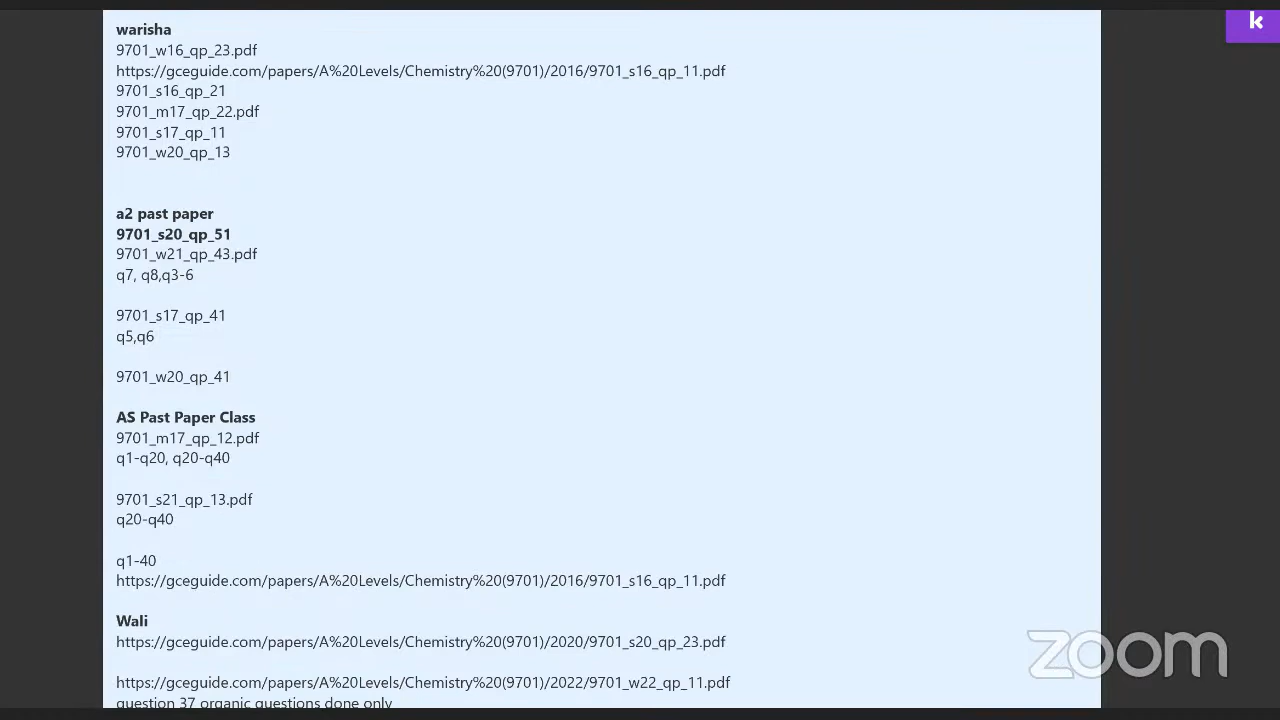 warisha
k
9701_w16_qp_23.pdf
https://gceguide.com/papers/A%20Levels/Chemistry%20(9701)/2016/9701_s16_qp_11.pdf
9701_s16_qp_21
9701_m17_qp_22.pdf
9701_s17_qp_11
9701_w20_qp_13
a2 past paper
9701_s20_qp_51
9701_w21_qp_43.pdf
q7, q8,q3-6
9701_s17_qp_41
q5,q6
9701_w20_qp_41
AS Past Paper Class
9701_m17_qp_12.pdf
q1-q20, q20-q40
9701_s21_qp_13.pdf
q20-q40
q1-40
https://gceguide.com/papers/A%20Levels/Chemistry%20(9701)/2016/9701_s16_qp_11.pdf
Wali
https://gceguide.com/papers/A%20Levels/Chemistry%20(9701)/2020/9701_s20_qp_23.pdf
zoom
https://gceguide.com/papers/A%20Levels/Chemistry%20(9701)/2022/9701_w22_qp_11.pdf
question 37 organic questions done only